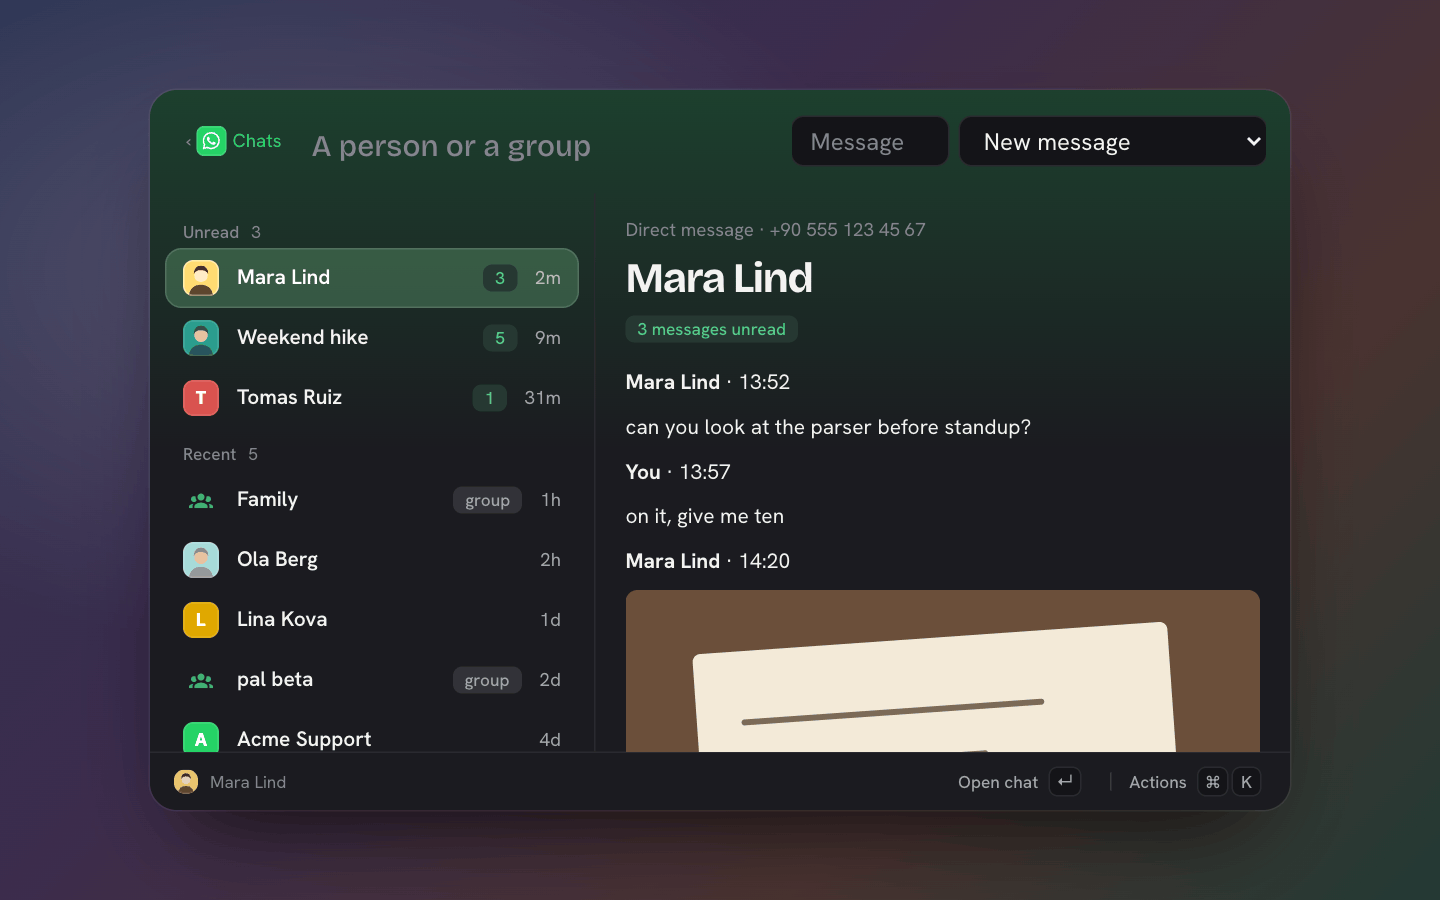 ‹ Chats
A person or a group
Message
New message
Unread 3
Mara Lind 3 2m
Weekend hike 5 9m
T Tomas Ruiz 1 31m
Recent 5
Family group 1h
Ola Berg 2h
L Lina Kova 1d
pal beta group 2d
A Acme Support 4d
Direct message · +90 555 123 45 67
Mara Lind
3 messages unread
Mara Lind · 13:52
can you look at the parser before standup?
You · 13:57
on it, give me ten
Mara Lind · 14:20
Mara Lind
Open chat ↵
Actions ⌘ K